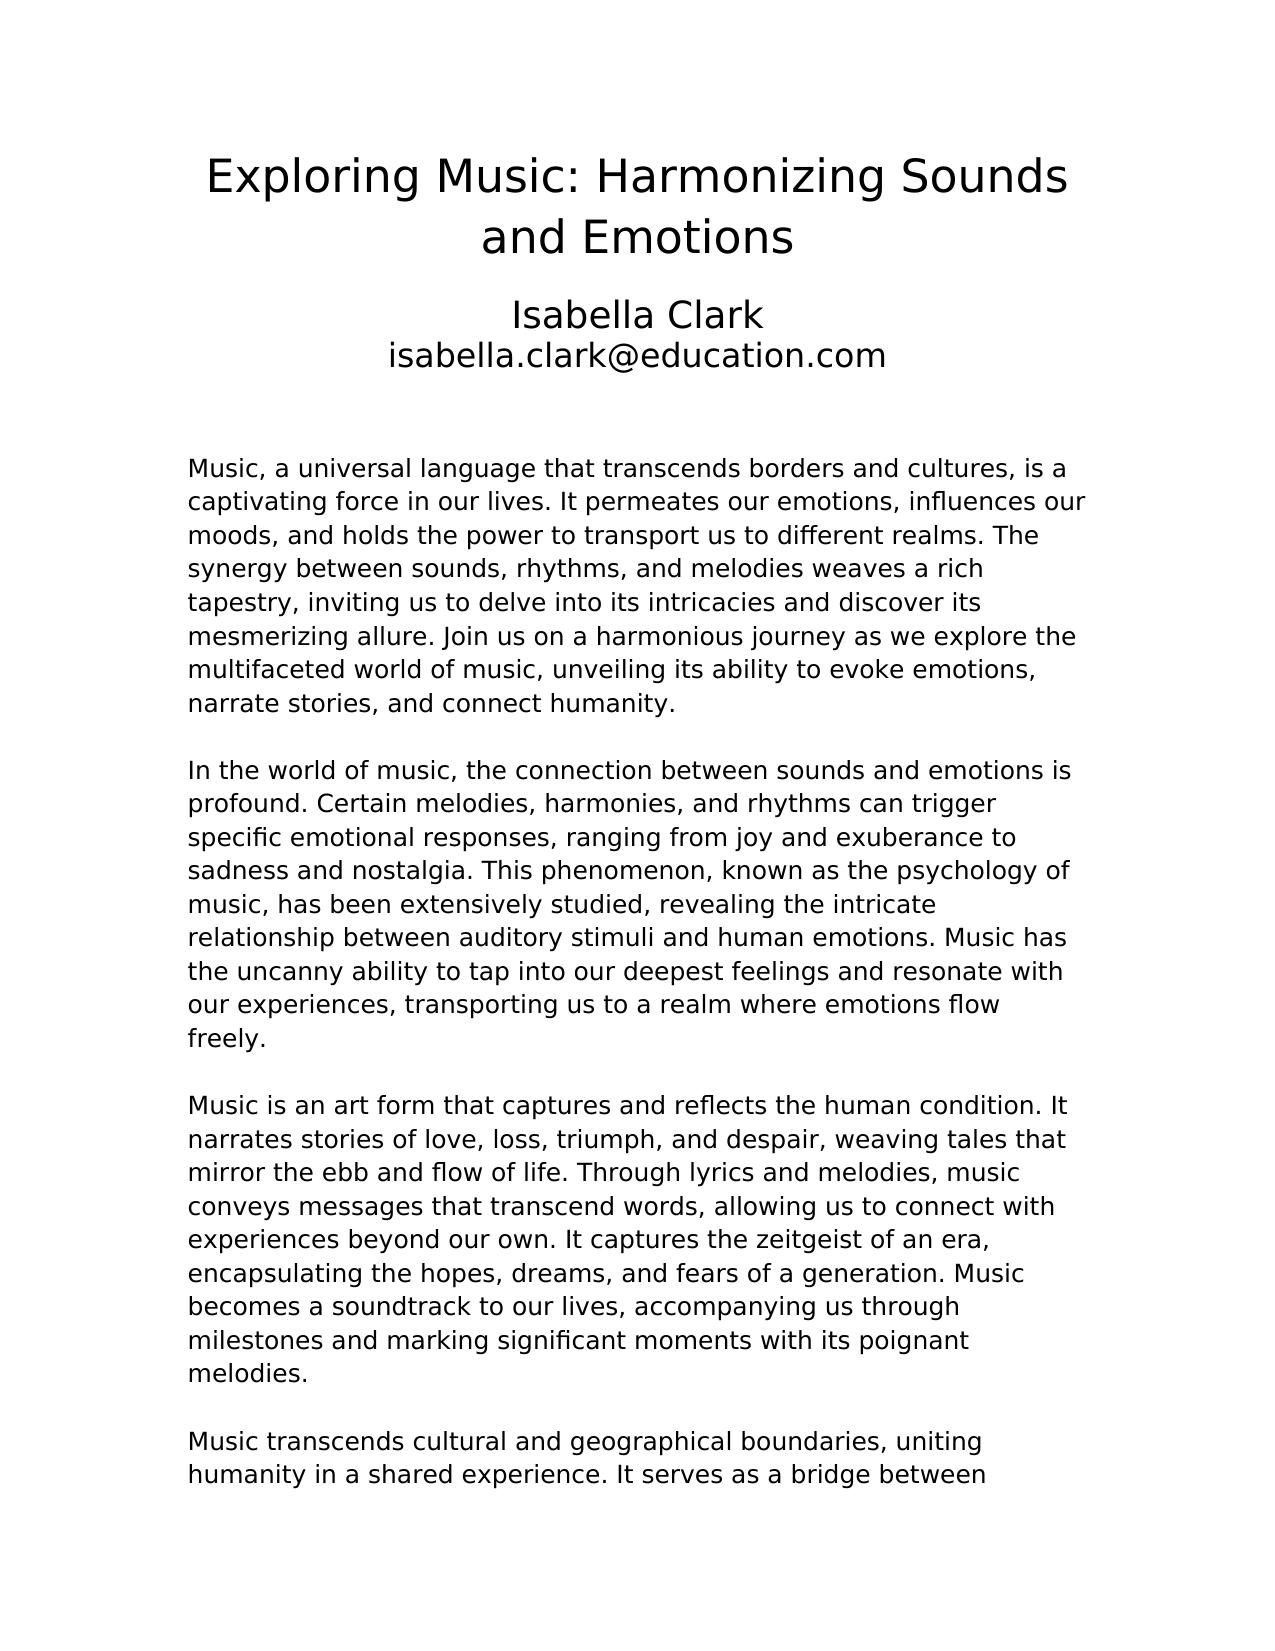 Exploring Music: Harmonizing Sounds
and Emotions
Isabella Clark
isabella.clark@education.com
Music, a universal language that transcends borders and cultures, is a
captivating force in our lives. It permeates our emotions, influences our
moods, and holds the power to transport us to different realms. The
synergy between sounds, rhythms, and melodies weaves a rich
tapestry, inviting us to delve into its intricacies and discover its
mesmerizing allure. Join us on a harmonious journey as we explore the
multifaceted world of music, unveiling its ability to evoke emotions,
narrate stories, and connect humanity.
In the world of music, the connection between sounds and emotions is
profound. Certain melodies, harmonies, and rhythms can trigger
specific emotional responses, ranging from joy and exuberance to
sadness and nostalgia. This phenomenon, known as the psychology of
music, has been extensively studied, revealing the intricate
relationship between auditory stimuli and human emotions. Music has
the uncanny ability to tap into our deepest feelings and resonate with
our experiences, transporting us to a realm where emotions flow
freely.
Music is an art form that captures and reflects the human condition. It
narrates stories of love, loss, triumph, and despair, weaving tales that
mirror the ebb and flow of life. Through lyrics and melodies, music
conveys messages that transcend words, allowing us to connect with
experiences beyond our own. It captures the zeitgeist of an era,
encapsulating the hopes, dreams, and fears of a generation. Music
becomes a soundtrack to our lives, accompanying us through
milestones and marking significant moments with its poignant
melodies.
Music transcends cultural and geographical boundaries, uniting
humanity in a shared experience. It serves as a bridge between